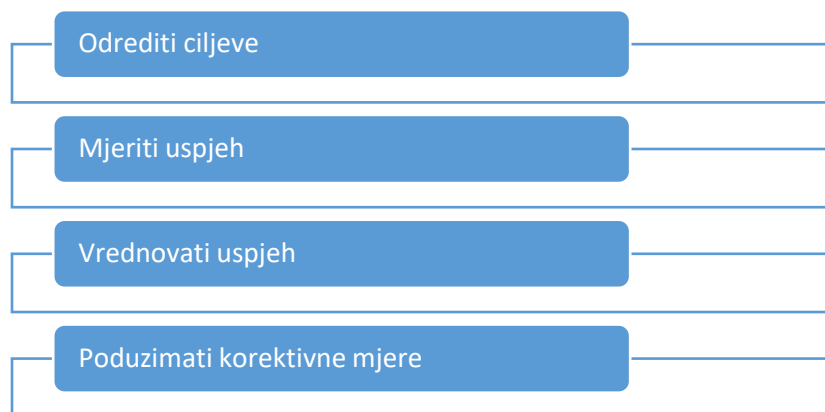 Odrediti ciljeve
Mjeriti uspjeh
Vrednovati uspjeh
Poduzimati korektivne mjere